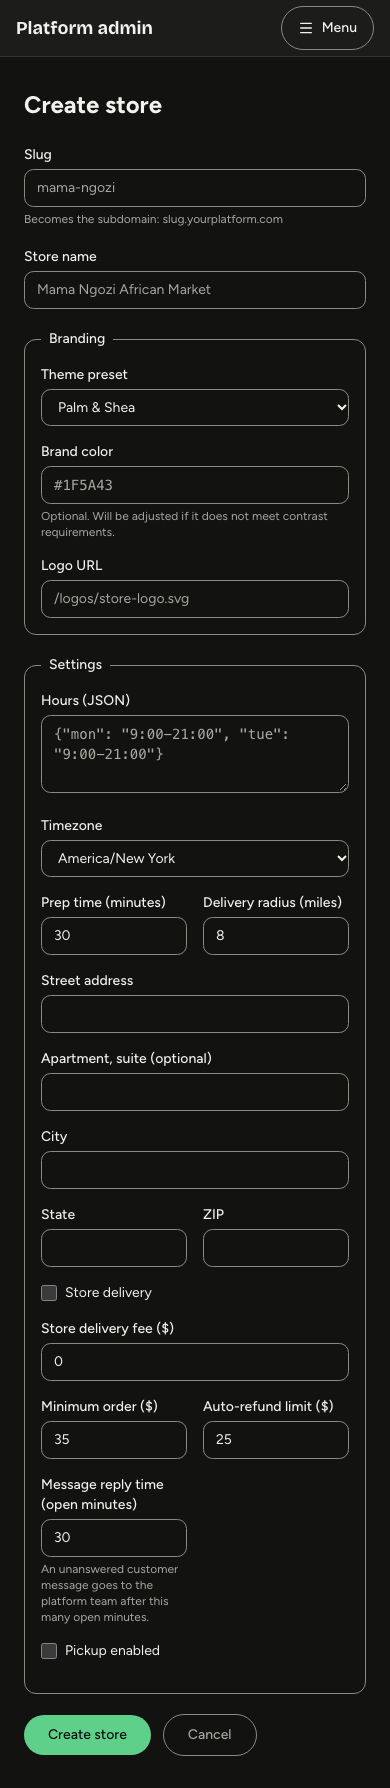 Platform admin
Menu
Create store
Slug
mama-ngozi
Becomes the subdomain: slug.yourplatform.com
Store name
Mama Ngozi African Market
Branding
Theme preset
Palm & Shea
Brand color
#1F5A43
Optional. Will be adjusted if it does not meet contrast
requirements.
Logo URL
/logos/store-logo.svg
Settings
Hours (JSON)
{"mon": "9:00-21:00", "tue":
"9:00-21:00"}
Timezone
America/New York
Prep time (minutes)
Delivery radius (miles)
30
8
Street address
Apartment, suite (optional)
City
State
ZIP
Store delivery
Store delivery fee ($)
0
Minimum order ($)
Auto-refund limit ($)
35
25
Message reply time
(open minutes)
30
An unanswered customer
message goes to the
platform team after this
many open minutes.
Pickup enabled
Create store
Cancel